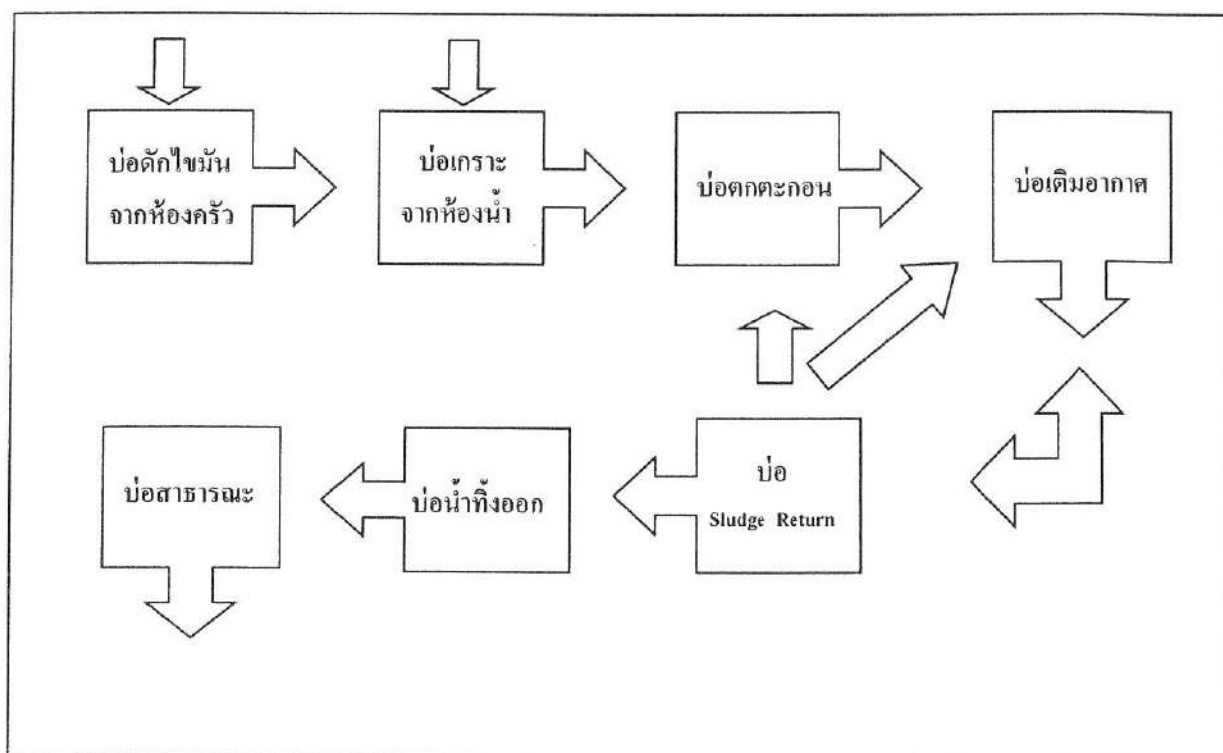 บ่อดักไขมัน
จากห้องครัว
บ่อเกราะ
จากห้องน้ำ
บ่อตกตะกอน
บ่อเติมอากาศ
บ่อสาธารณะ
บ่อน้ำทิ้งออก
บ่อ
Sludge Return